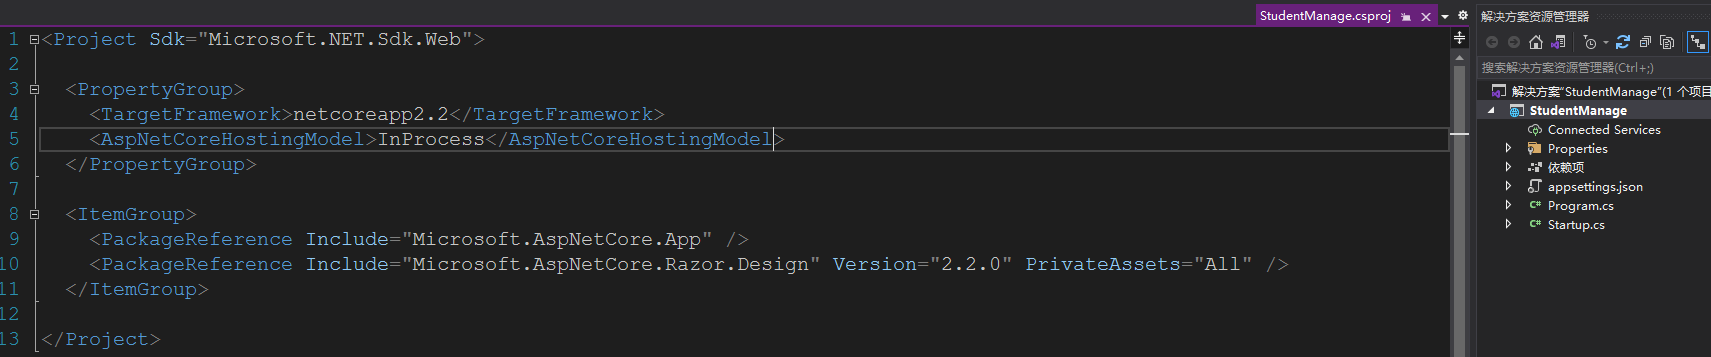 StudentManage.csproj
1 <Project Sdk="Microsoft.NET.Sdk.Web">
2
3 <PropertyGroup>
4 <TargetFramework>netcoreapp2.2</TargetFramework>
5 <AspNetCoreHostingModel>InProcess</AspNetCoreHostingModel>
6 </PropertyGroup>
7
8 <ItemGroup>
9 <PackageReference Include="Microsoft.AspNetCore.App" />
10 <PackageReference Include="Microsoft.AspNetCore.Razor.Design" Version="2.2.0" PrivateAssets="All" />
11 </ItemGroup>
12
13 </Project>
解决方案资源管理器
搜索解决方案资源管理器(Ctrl+;)
解决方案"StudentManage"(1 个项目
StudentManage
Connected Services
Properties
依赖项
appsettings.json
C# Program.cs
C# Startup.cs